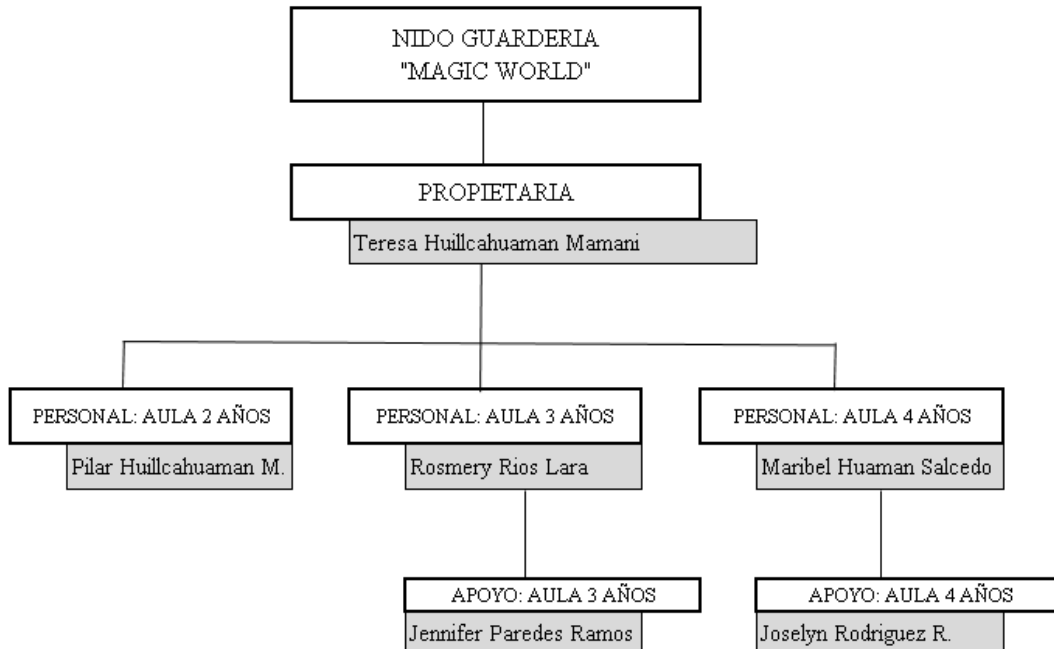 NIDO GUARDERIA
"MAGIC WORLD"
PROPIETARIA
Teresa Huillcahuaman Mamani
PERSONAL: AULA 2 AÑOS
Pilar Huillcahuaman M.
PERSONAL: AULA 3 AÑOS
Rosmery Rios Lara
PERSONAL: AULA 4 AÑOS
Maribel Huaman Salcedo
APOYO: AULA 3 AÑOS
Jennifer Paredes Ramos
APOYO: AULA 4 AÑOS
Joselyn Rodriguez R.